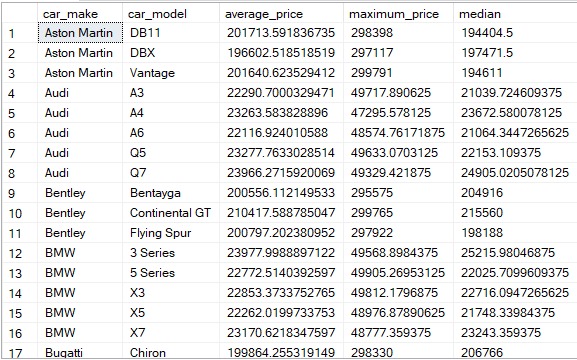 car_make car_model average_price maximum_price median
1 Aston Martin DB11 201713.591836735 298398 194404.5
2 Aston Martin DBX 196602.518518519 297117 197471.5
3 Aston Martin Vantage 201640.623529412 299791 194611
4 Audi A3 22290.7000329471 49717.890625 21039.724609375
5 Audi A4 23263.583828896 47295.578125 23672.580078125
6 Audi A6 22116.924010588 48574.76171875 21064.3447265625
7 Audi Q5 23277.7633028514 49633.0703125 22153.109375
8 Audi Q7 23966.2715920069 49329.421875 24905.0205078125
9 Bentley Bentayga 200556.112149533 295575 204916
10 Bentley Continental GT 210417.588785047 299765 215560
11 Bentley Flying Spur 200797.202380952 297922 198188
12 BMW 3 Series 23977.9988897122 49568.8984375 25215.98046875
13 BMW 5 Series 22772.5140392597 49905.26953125 22025.7099609375
14 BMW X3 22853.3733752765 49812.1796875 22716.0947265625
15 BMW X5 22262.0199733753 48976.87890625 21748.33984375
16 BMW X7 23170.6218347597 48777.359375 23243.359375
17 Bugatti Chiron 199864.255319149 298330 206766